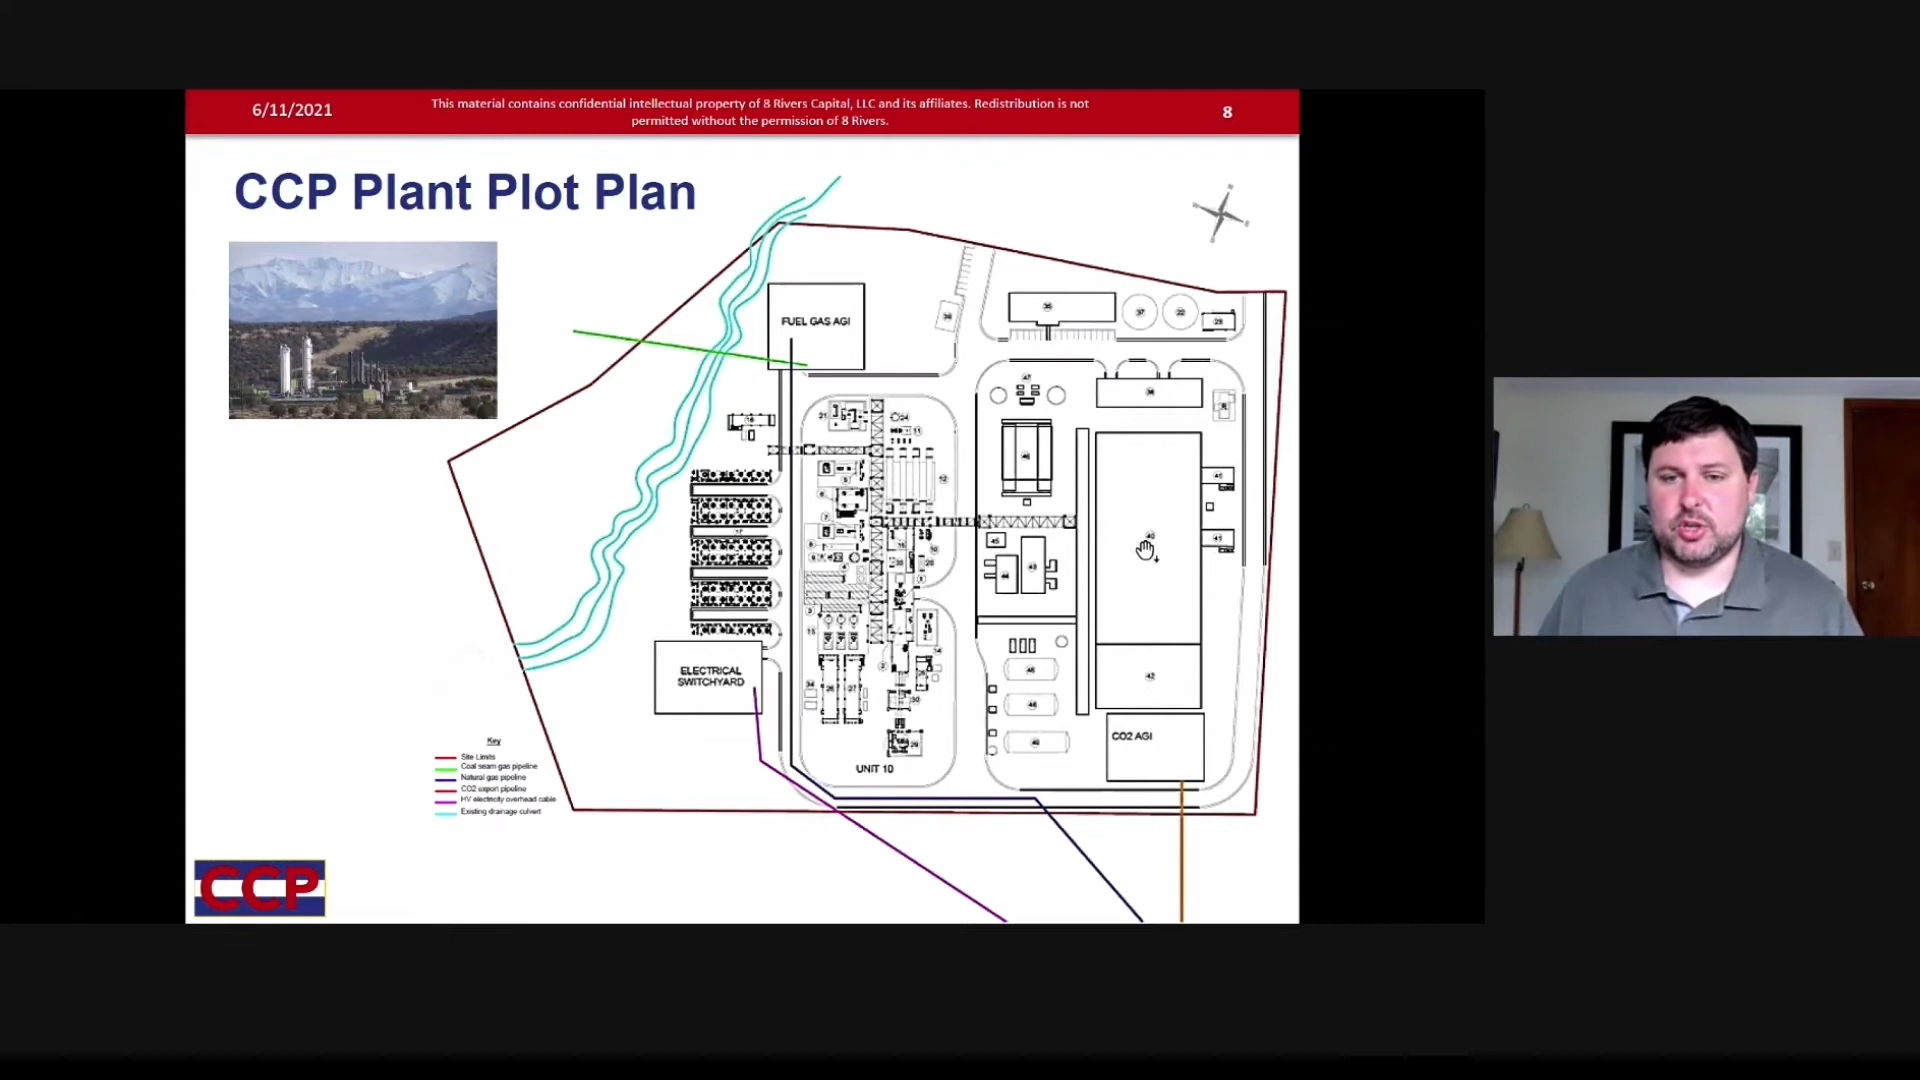 6/11/2021
This material contains confidential intellectual property of 8 Rivers Capital, LLC and its affiliates. Redistribution is not
permitted without the permission of 8 Rivers.
8
CCP Plant Plot Plan
FUEL GAS AGI
ELECTRICAL
SWITCHYARD
UNIT 10
CO2 AGI
42
Key
Site Limits
Coal seam gas pipeline
Natural gas pipeline
CO2 export pipeline
HV electricity overhead cable
Existing drainage culvert
CCP